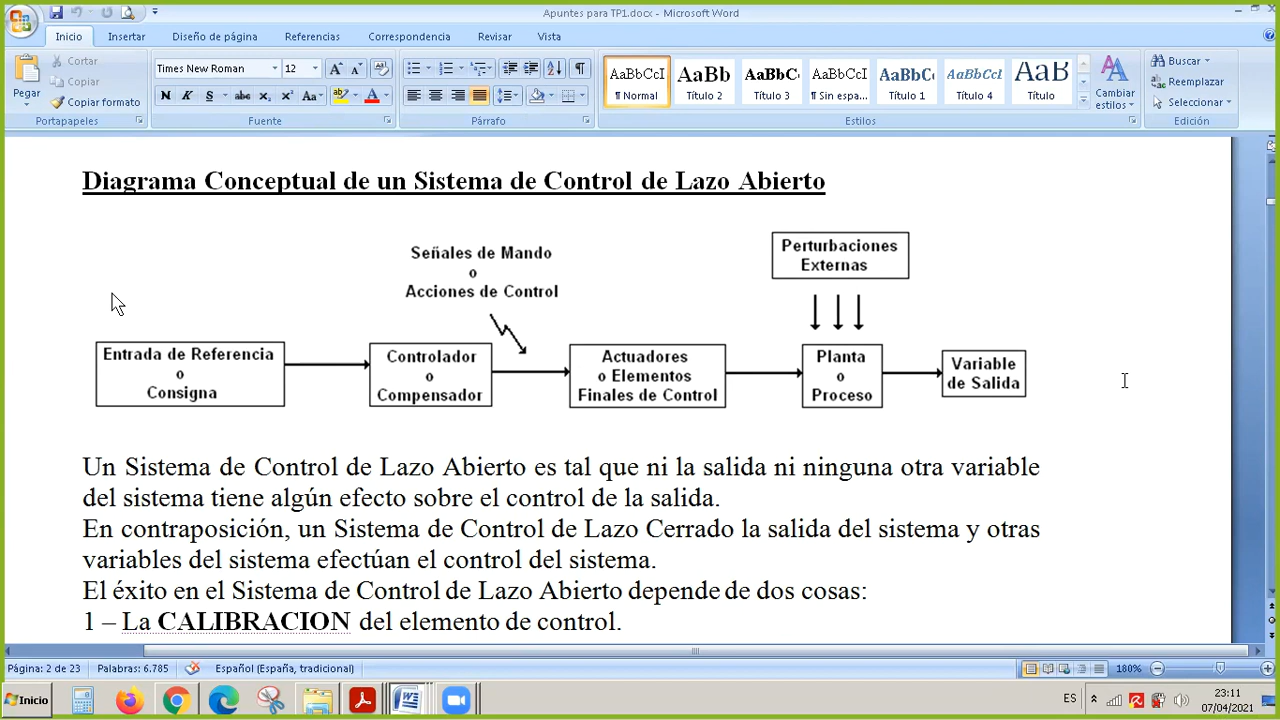 Apuntes para TP1.docx - Microsoft Word
Inicio Insertar Diseño de página Referencias Correspondencia Revisar Vista
Pegar
Cortar
Copiar
Copiar formato
Portapapeles
Times New Roman 12
N K S abc x₂ x² Aa
Fuente
Párrafo
AaBbCcI AaBb AaBbC AaBbCcI AaBbC AaBbCcI AaB
¶ Normal Título 2 Título 3 ¶ Sin espa... Título 1 Título 4 Título
Cambiar estilos
Estilos
Buscar
Reemplazar
Seleccionar
Edición
Diagrama Conceptual de un Sistema de Control de Lazo Abierto
Señales de Mando
o
Acciones de Control
Perturbaciones
Externas
Entrada de Referencia
o
Consigna
Controlador
o
Compensador
Actuadores
o Elementos
Finales de Control
Planta
o
Proceso
Variable
de Salida
Un Sistema de Control de Lazo Abierto es tal que ni la salida ni ninguna otra variable
del sistema tiene algún efecto sobre el control de la salida.
En contraposición, un Sistema de Control de Lazo Cerrado la salida del sistema y otras
variables del sistema efectúan el control del sistema.
El éxito en el Sistema de Control de Lazo Abierto depende de dos cosas:
1 – La CALIBRACION del elemento de control.
Página: 2 de 23 Palabras: 6.785 Español (España, tradicional) 180%
Inicio ES 23:11
07/04/2021